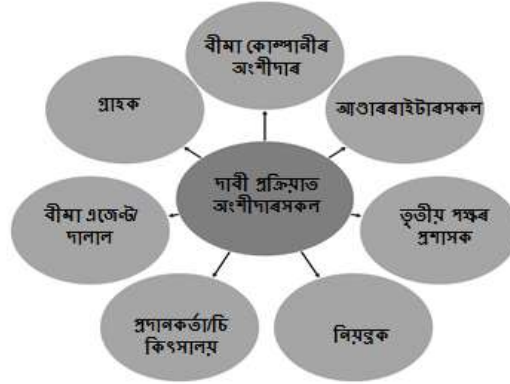 বীমা কোম্পানীৰ
অংশীদাৰ
গ্ৰাহক
আণ্ডাৰৰাইটাৰসকল
দাবী প্ৰক্ৰিয়াত
অংশীদাৰসকল
বীমা এজেন্ট/
দালাল
তৃতীয় পক্ষৰ
প্ৰশাসক
প্ৰদানকৰ্তা/চি
কিৎসালয়
নিয়ন্ত্ৰক